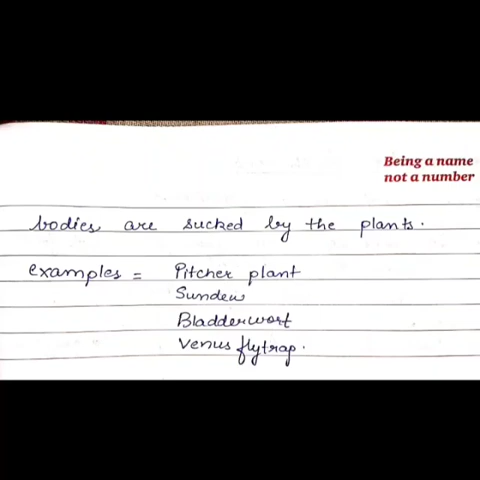 Being a name
not a number
bodies are sucked by the plants.
examples = Pitcher plant
Sundew
Bladderwort
Venus flytrap.